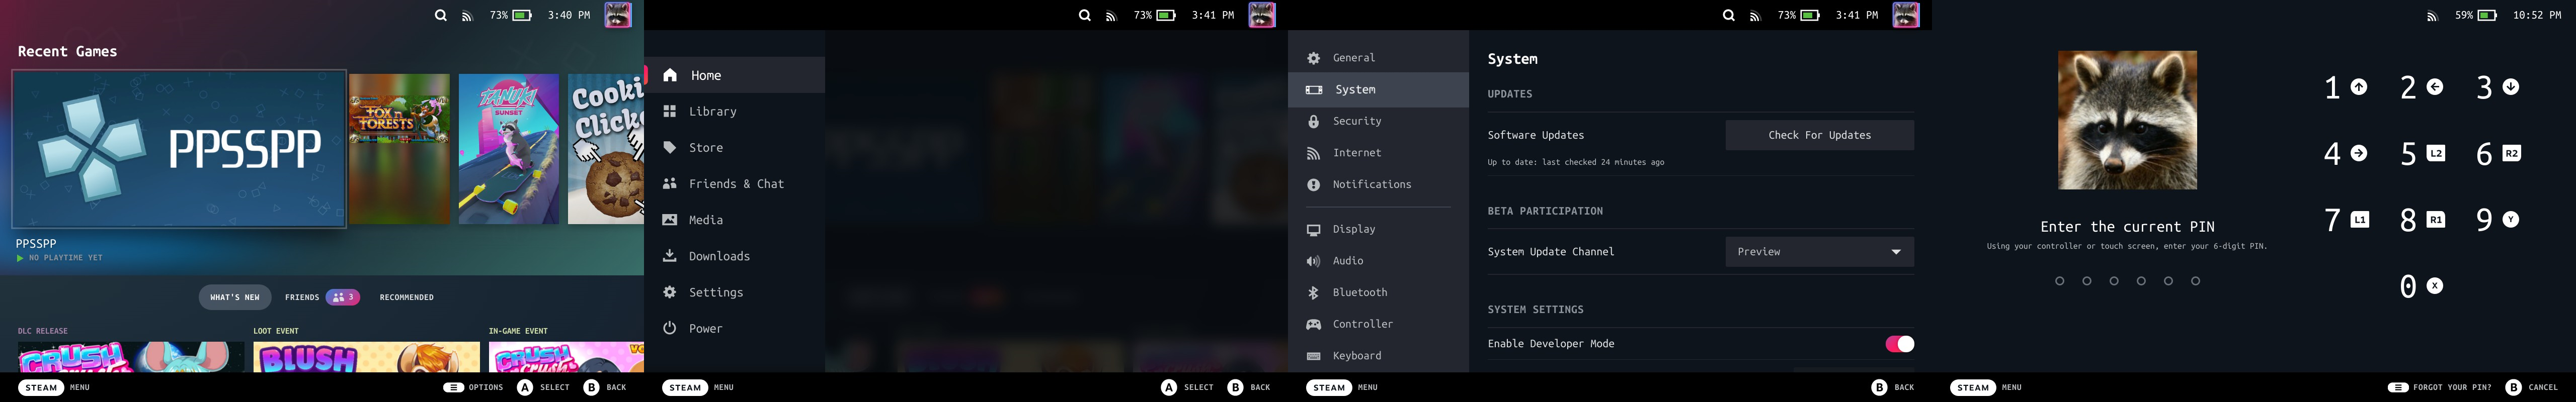 73% 3:40 PM
Recent Games
PPSSPP
FOX n FORESTS
TANUKI
SUNSET
PPSSPP
NO PLAYTIME YET
WHAT'S NEW
FRIENDS 3
RECOMMENDED
DLC RELEASE
LOOT EVENT
IN-GAME EVENT
CRUSH
BLUSH
STEAM MENU
OPTIONS A SELECT B BACK
73% 3:41 PM
Home
Library
Store
Friends & Chat
Media
Downloads
Settings
Power
STEAM MENU
A SELECT B BACK
73% 3:41 PM
General
System
Security
Internet
Notifications
Display
Audio
Bluetooth
Controller
Keyboard
System
UPDATES
Software Updates Check For Updates
Up to date: last checked 24 minutes ago
BETA PARTICIPATION
System Update Channel Preview
SYSTEM SETTINGS
Enable Developer Mode
STEAM MENU
B BACK
59% 10:52 PM
Enter the current PIN
Using your controller or touch screen, enter your 6-digit PIN.
1 2 3
4 5 L2 6 R2
7 L1 8 R1 9 Y
0 X
STEAM MENU
FORGOT YOUR PIN? B CANCEL